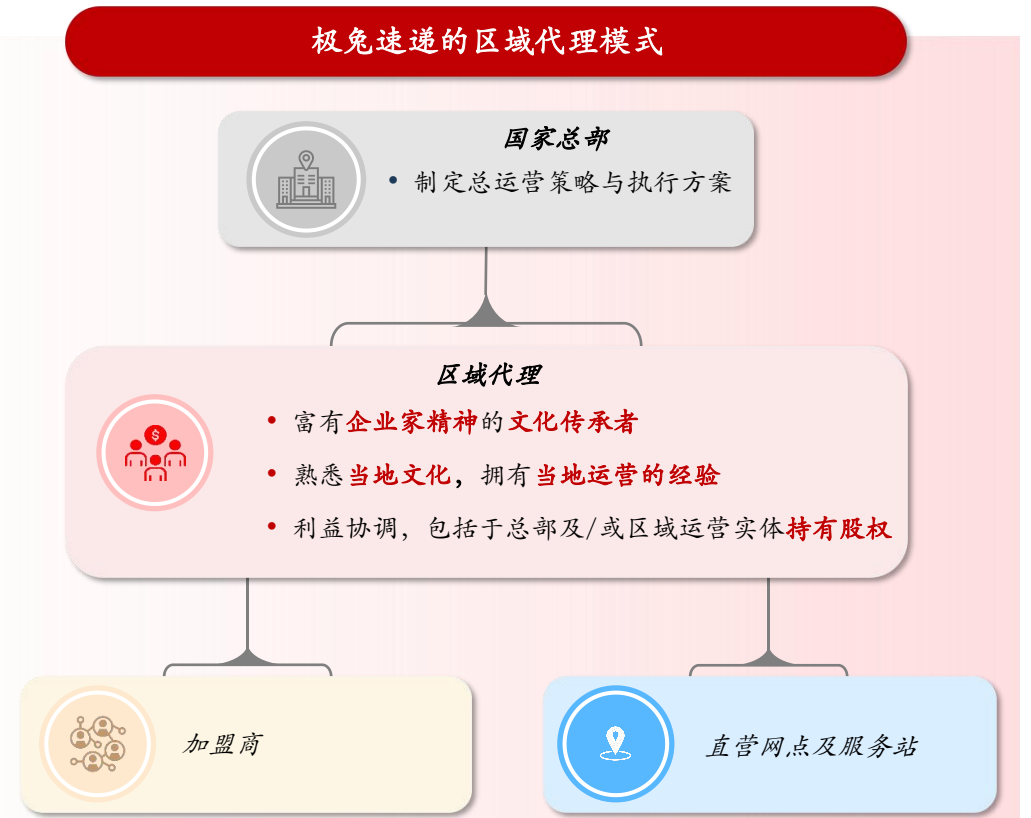 极兔速递的区域代理模式
国家总部
• 制定总运营策略与执行方案
区域代理
• 富有企业家精神的文化传承者
• 熟悉当地文化，拥有当地运营的经验
• 利益协调，包括于总部及/或区域运营实体持有股权
加盟商
直营网点及服务站